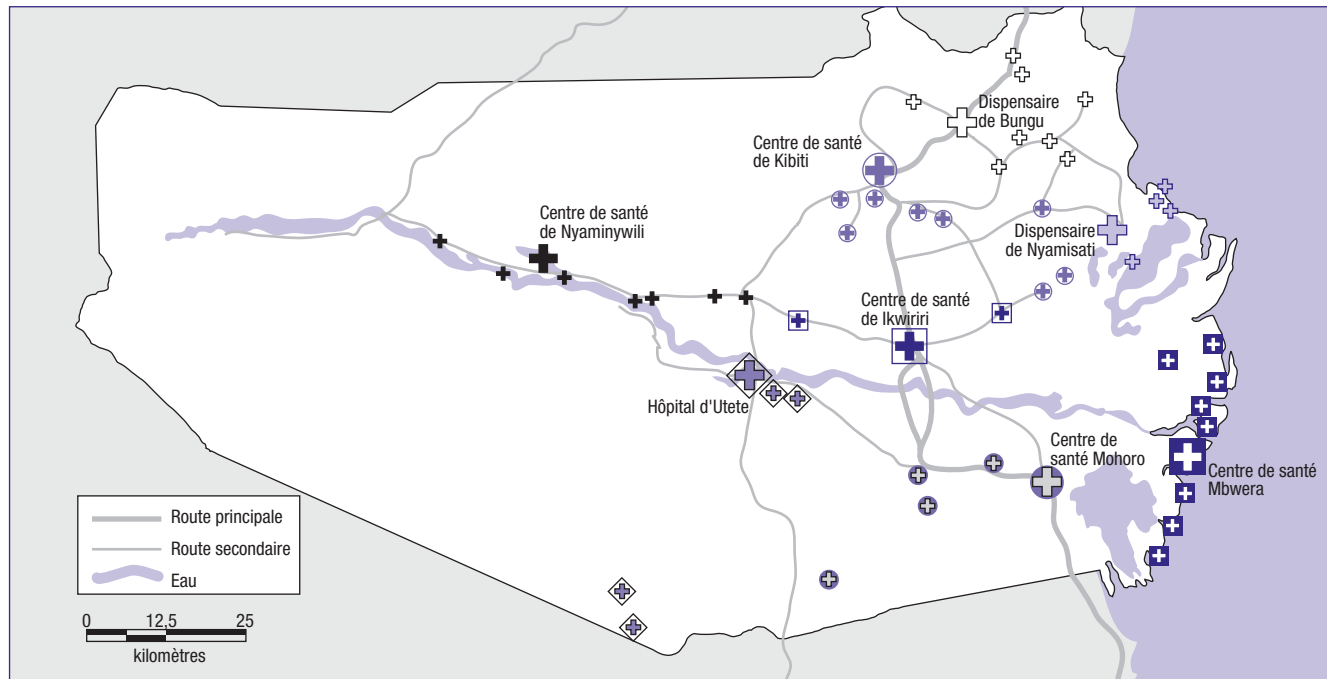 Dispensaire
de Bungu
Centre de santé
de Kibiti
Centre de santé
de Nyaminywili
Dispensaire
de Nyamisati
Centre de santé
de Ikwiriri
Hôpital d'Utete
Centre de
santé Mohoro
Centre de santé
Mbwera
Route principale
Route secondaire
Eau
0 12,5 25
kilomètres